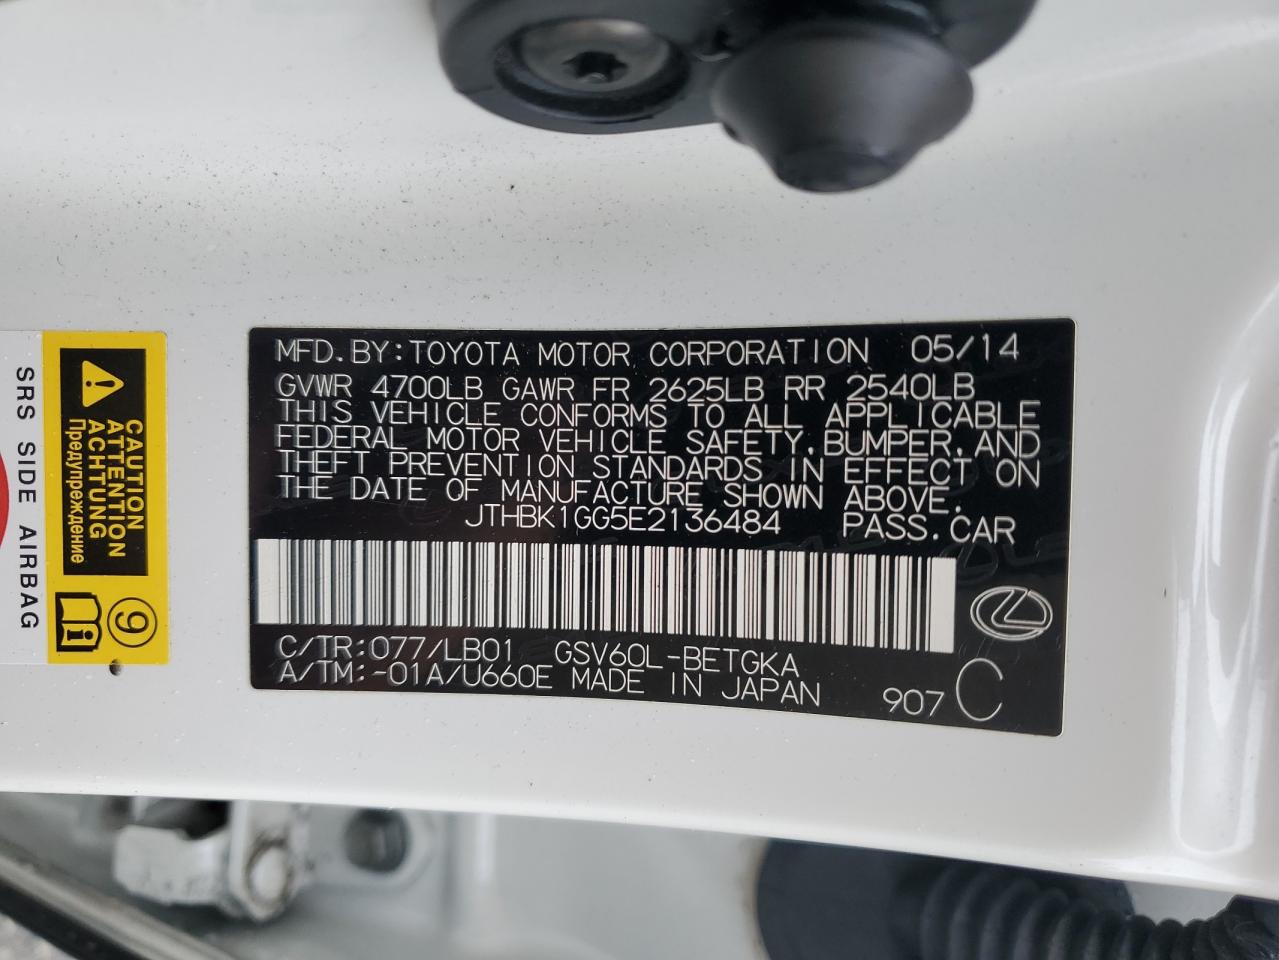 MFD.BY:TOYOTA MOTOR CORPORATION 05/14
GVWR 4700LB GAWR FR 2625LB RR 2540LB
THIS VEHICLE CONFORMS TO ALL APPLICABLE
FEDERAL MOTOR VEHICLE SAFETY,BUMPER,AND
THEFT PREVENTION STANDARDS IN EFFECT ON
THE DATE OF MANUFACTURE SHOWN ABOVE.
JTHBK1GG5E2136484 PASS.CAR
C/TR:077/LB01 GSV60L-BETGKA
A/TM:-01A/U660E MADE IN JAPAN 907 C
CAUTION
ATTENTION
ACHTUNG
Предупреждение
9
SRS SIDE AIRBAG